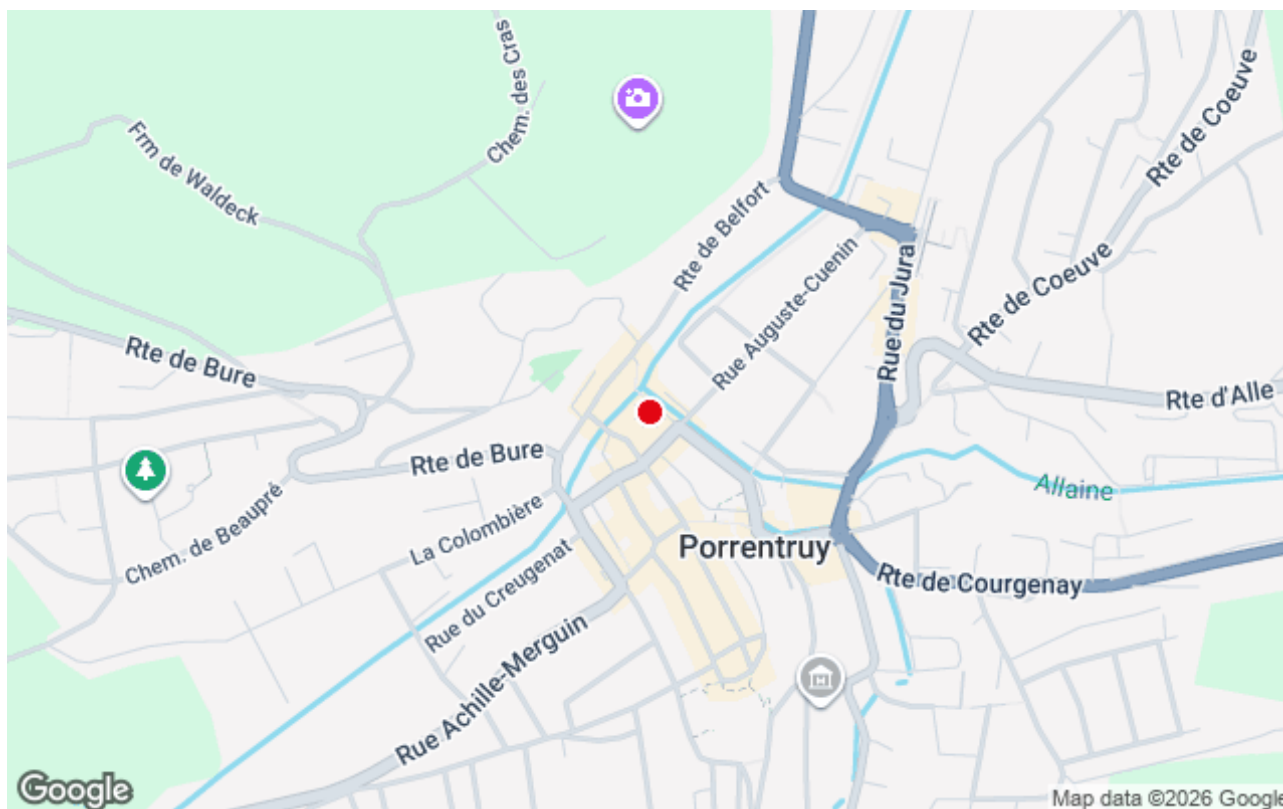 Chem. des Cras
Rte de Coeuve
Frm de Waldeck
Rte de Belfort
Rue Auguste-Cuenin
Rue du Jura
Rte de Coeuve
Rte de Bure
Rte d'Alle
Rte de Bure
Allaine
Chem. de Beaupré
La Colombière
Porrentruy
Rue du Creugenat
Rte de Courgenay
Rue Achille-Merguin
Google
Map data ©2026 Google